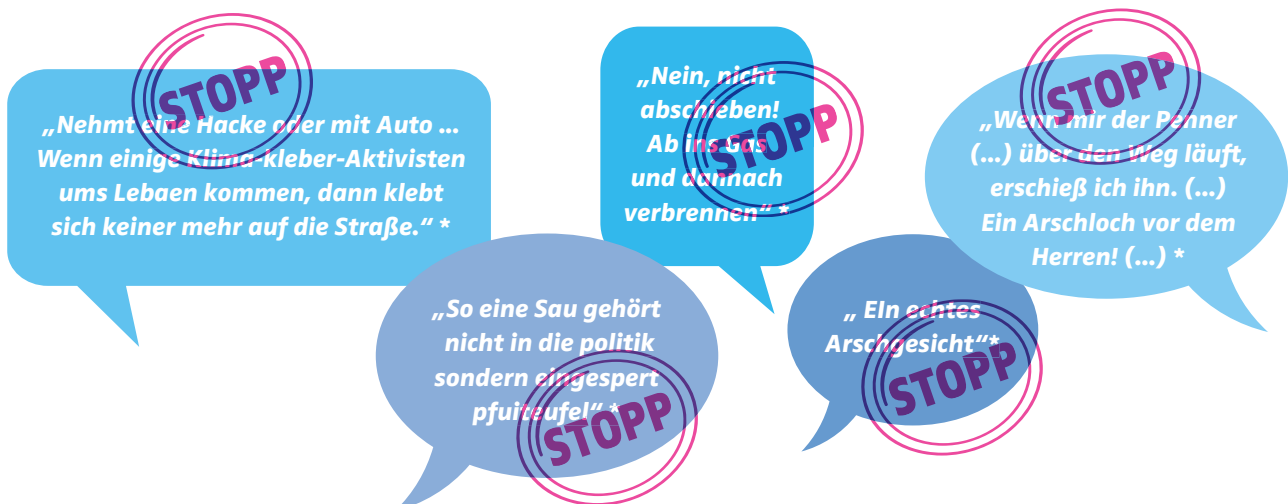 STOPP
„Nehmt eine Hacke oder mit Auto ...
Wenn einige Klima-kleber-Aktivisten
ums Lebaen kommen, dann klebt
sich keiner mehr auf die Straße.“ *
STOPP
„Nein, nicht
abschieben!
Ab ins Gas
und dannach
verbrennen“ *
STOPP
„Wenn mir der Penner
(...) über den Weg läuft,
erschieß ich ihn. (...)
Ein Arschloch vor dem
Herren! (...) *
STOPP
„So eine Sau gehört
nicht in die politik
sondern eingespert
pfuiteufel“ *
STOPP
„ EIn echtes
Arschgesicht“*